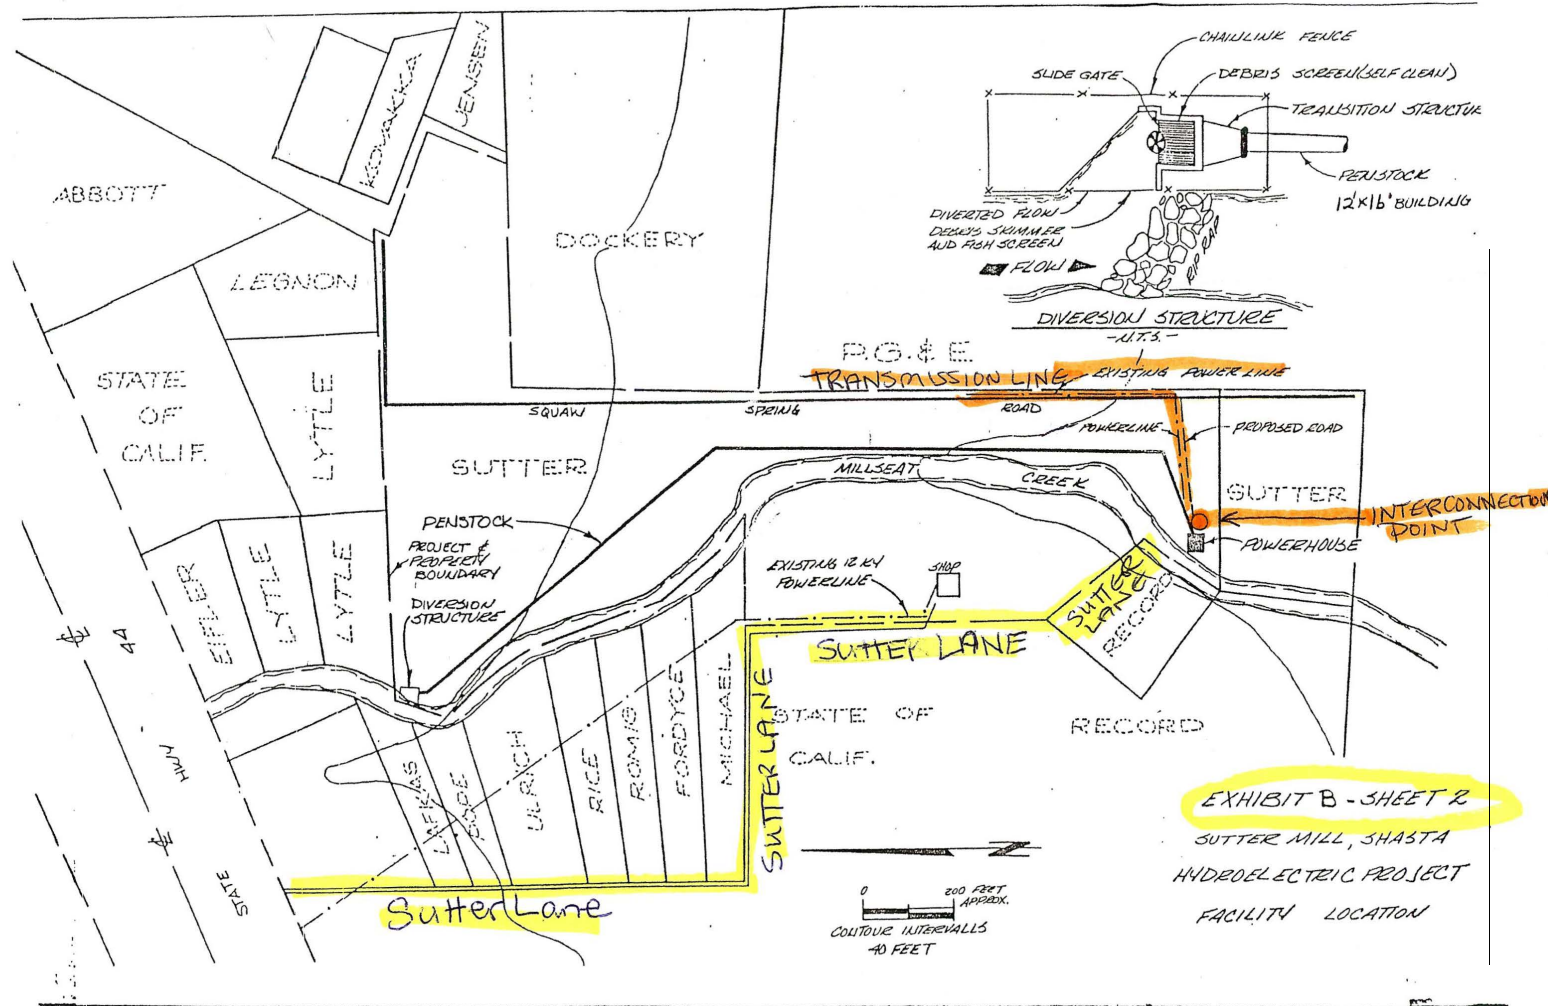 CHAINLINK FENCE
SLIDE GATE
DEBRIS SCREEN (SELF CLEAN)
TRANSITION STRUCTUR
PENSTOCK
12'X16' BUILDING
DIVERTED FLOW
DEBRIS SKIMMER
AND FISH SCREEN
RIP RAP
FLOW
DIVERSION STRUCTURE
-N.T.S.-
JENSEN
KOVAKKA
ABBOTT
DOCKERY
LEGNON
STATE
OF
CALIF.
LYTLE
P.G. & E.
TRANSMISSION LINE
EXISTING POWER LINE
SQUAW
SPRING
ROAD
POWERLINE
PROPOSED ROAD
SUTTER
MILLSEAT
CREEK
SUTTER
INTERCONNECTION
POINT
POWERHOUSE
PENSTOCK
PROJECT &
PROPERTY
BOUNDARY
DIVERSION
STRUCTURE
EXISTING 12 KV
POWERLINE
SHOP
SUTTER
LANE
RECORD
EIFLER
LYTLE
LYTLE
℄
44
SUTTER LANE
STATE OF
CALIF.
RECORD
SUTTER LANE
MICHAEL
FORDYCE
ROMIG
RICE
ULRICH
POPE
LAFKAS
HWY
℄
STATE
Sutter Lane
N
0
200 FEET
APPROX.
CONTOUR INTERVALLS
40 FEET
EXHIBIT B - SHEET 2
SUTTER MILL, SHASTA
HYDROELECTRIC PROJECT
FACILITY LOCATION